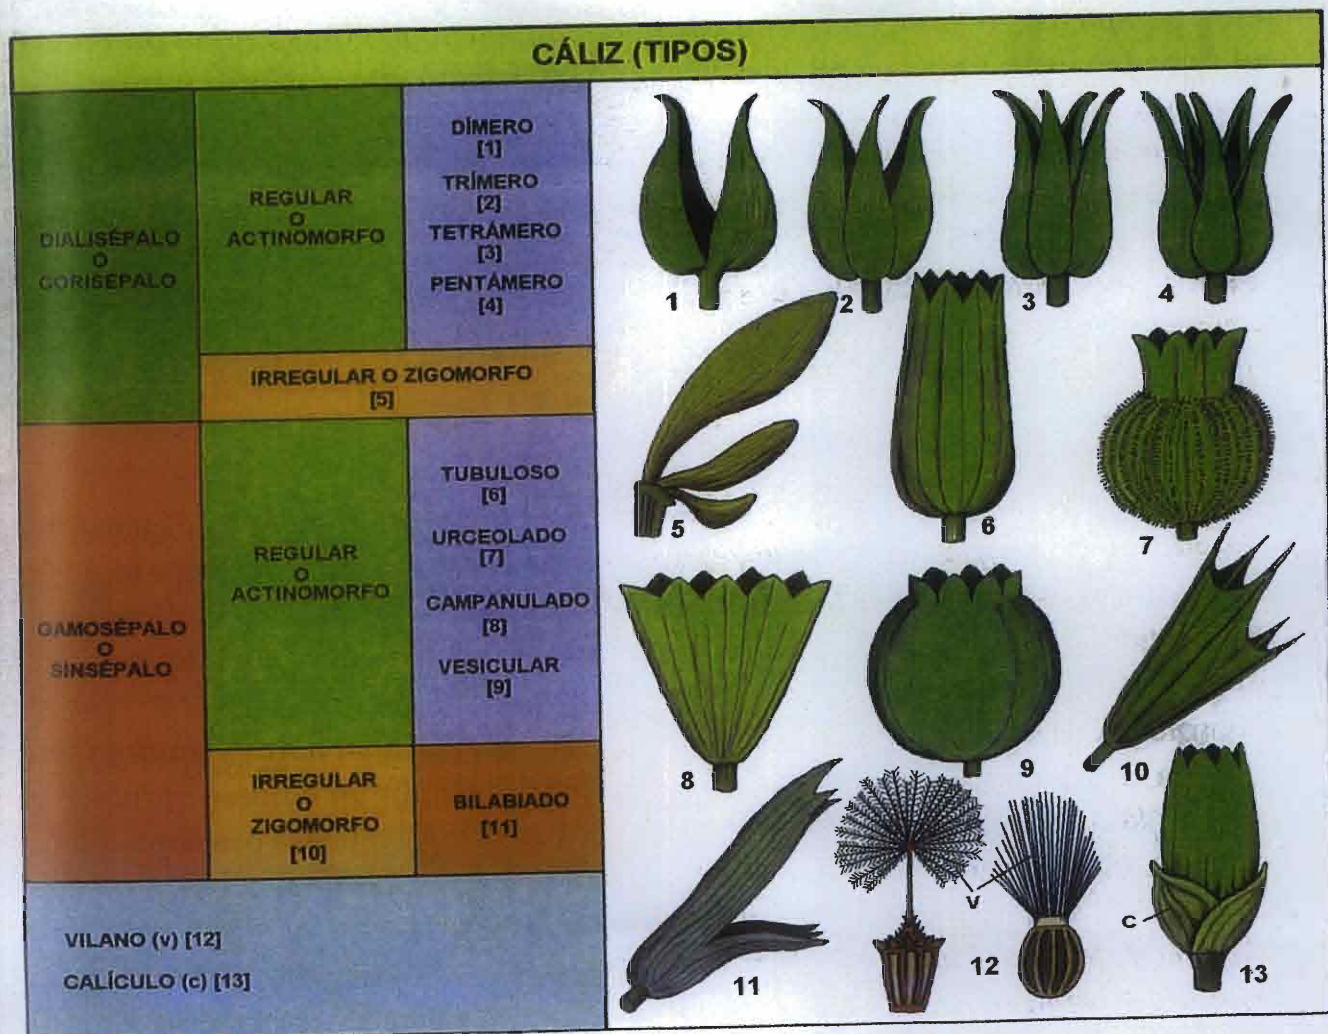 CÁLIZ (TIPOS)
DIALISÉPALO
O
CORISÉPALO
REGULAR
O
ACTINOMORFO
DÍMERO
[1]
TRÍMERO
[2]
TETRÁMERO
[3]
PENTÁMERO
[4]
IRREGULAR O ZIGOMORFO
[5]
GAMOSÉPALO
O
SINSÉPALO
REGULAR
O
ACTINOMORFO
TUBULOSO
[6]
URCEOLADO
[7]
CAMPANULADO
[8]
VESICULAR
[9]
IRREGULAR
O
ZIGOMORFO
[10]
BILABIADO
[11]
VILANO (v) [12]
CALÍCULO (c) [13]
1
2
3
4
5
6
7
8
9
10
11
v
12
c
13